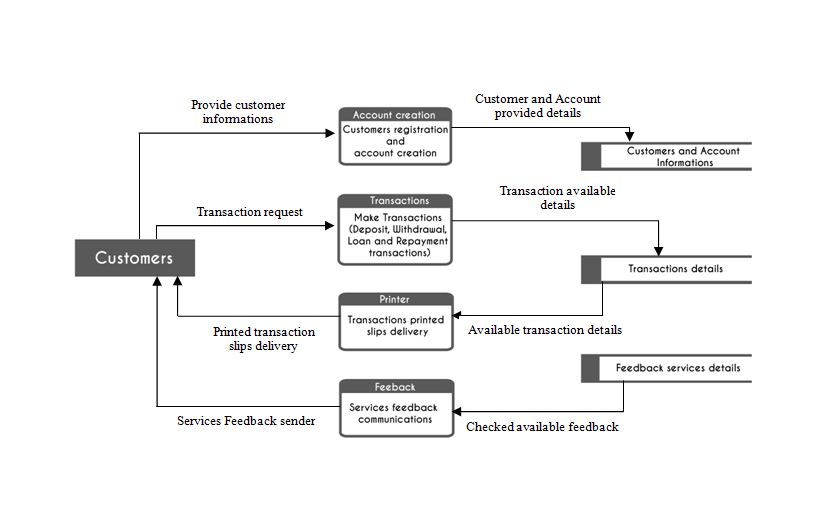 Provide customer
informations
Account creation
Customers registration
and
account creation
Customer and Account
provided details
Customers and Account
Informations
Transaction request
Transactions
Make Transactions
(Deposit, Withdrawal,
Loan and Repayment
transactions)
Transaction available
details
Customers
Transactions details
Printed transaction
slips delivery
Printer
Transactions printed
slips delivery
Available transaction details
Feedback services details
Services Feedback sender
Feeback
Services feedback
communications
Checked available feedback